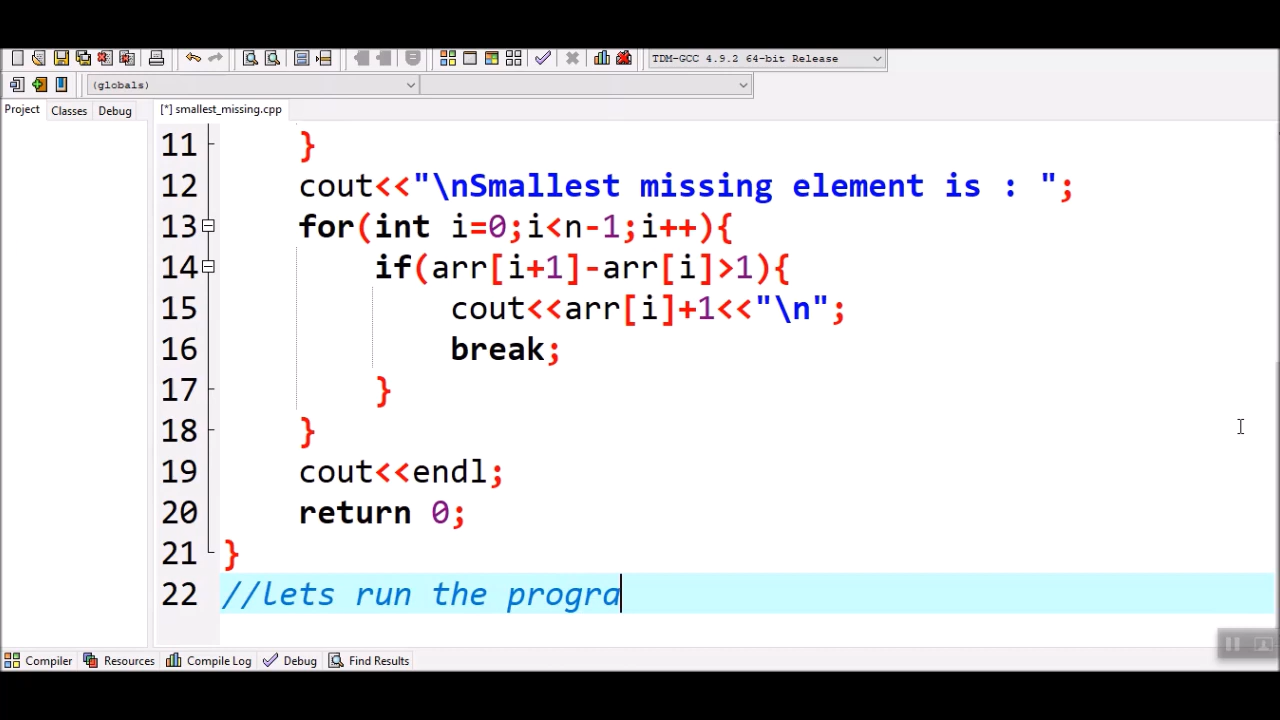 TDM-GCC 4.9.2 64-bit Release
(globals)
Project Classes Debug [*] smallest_missing.cpp
11 }
12 cout<<"\nSmallest missing element is : ";
13 for(int i=0;i<n-1;i++){
14 if(arr[i+1]-arr[i]>1){
15 cout<<arr[i]+1<<"\n";
16 break;
17 }
18 }
19 cout<<endl;
20 return 0;
21 }
22 //lets run the progra
Compiler Resources Compile Log Debug Find Results